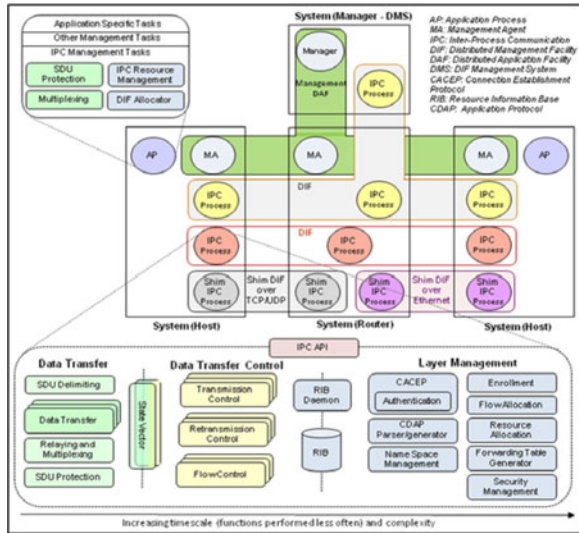 Application Specific Tasks
Other Management Tasks
IPC Management Tasks
SDU
Protection
IPC Resource
Management
Multiplexing
DIF Allocator
System (Manager - DMS)
Manager
Management
DAF
IPC
Process
AP: Application Process
MA: Management Agent
IPC: Inter-Process Communication
DIF: Distributed Management Facility
DAF: Distributed Application Facility
DMS: DIF Management System
CACEP: Connection Establishment
Protocol
RIB: Resource Information Base
CDAP: Application Protocol
AP
MA
MA
MA
AP
DIF
IPC
Process
IPC
Process
IPC
Process
DIF
IPC
Process
IPC
Process
IPC
Process
Shim
IPC
Process
Shim DIF
over
TCP/UDP
Shim
IPC
Process
Shim
IPC
Process
Shim DIF
over
Ethernet
Shim
IPC
Process
System (Host)
System (Router)
System (Host)
IPC API
Data Transfer
SDU Delimiting
Data Transfer
Relaying and
Multiplexing
SDU Protection
State Vector
Data Transfer Control
Transmission
Control
Retransmission
Control
FlowControl
RIB
Daemon
RIB
Layer Management
CACEP
Authentication
CDAP
Parser/generator
Name Space
Management
Enrollment
FlowAllocation
Resource
Allocation
Forwarding Table
Generator
Security
Management
Increasing timescale (functions performed less often) and complexity